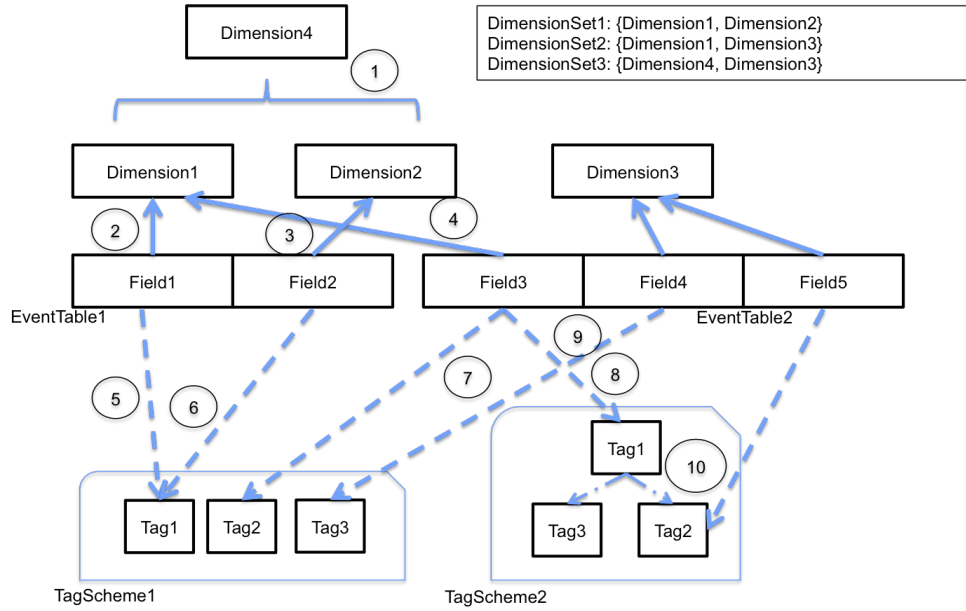 Dimension4
DimensionSet1: {Dimension1, Dimension2}
DimensionSet2: {Dimension1, Dimension3}
DimensionSet3: {Dimension4, Dimension3}
1
Dimension1
Dimension2
Dimension3
2
3
4
Field1
Field2
Field3
Field4
Field5
EventTable1
EventTable2
5
6
7
8
9
10
Tag1
Tag1
Tag2
Tag3
Tag3
Tag2
TagScheme1
TagScheme2